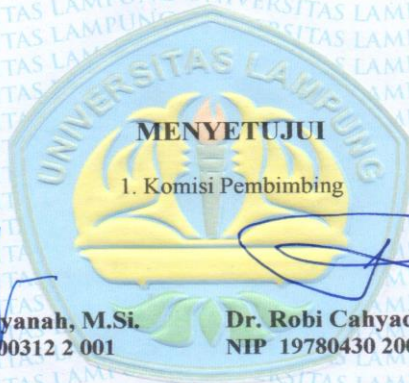 UNIVERSITAS LAMPUNG
MENYETUJUI
1. Komisi Pembimbing
yanah, M.Si.
Dr. Robi Cahyad
00312 2 001
NIP 19780430 200